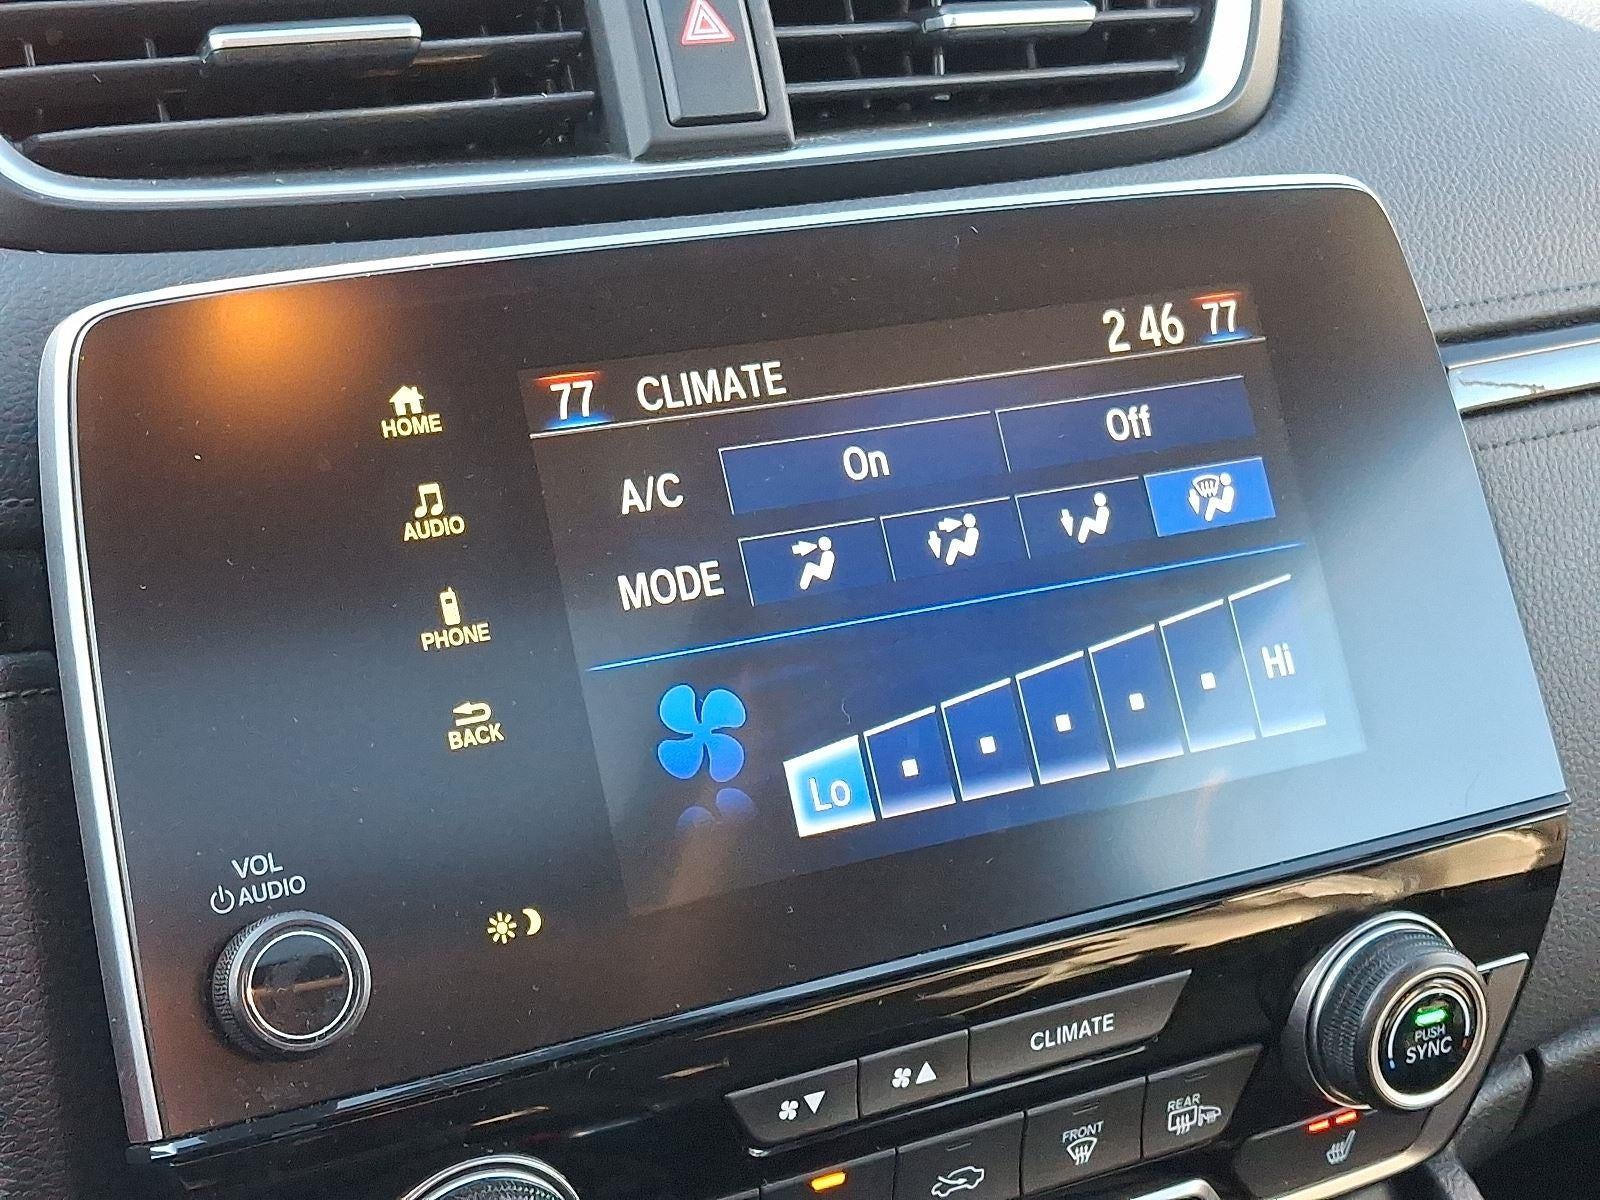 77 CLIMATE 2 46 77
HOME
A/C On Off
AUDIO
MODE
PHONE
Hi
BACK
Lo
VOL
AUDIO
CLIMATE
PUSH
SYNC
FRONT
REAR